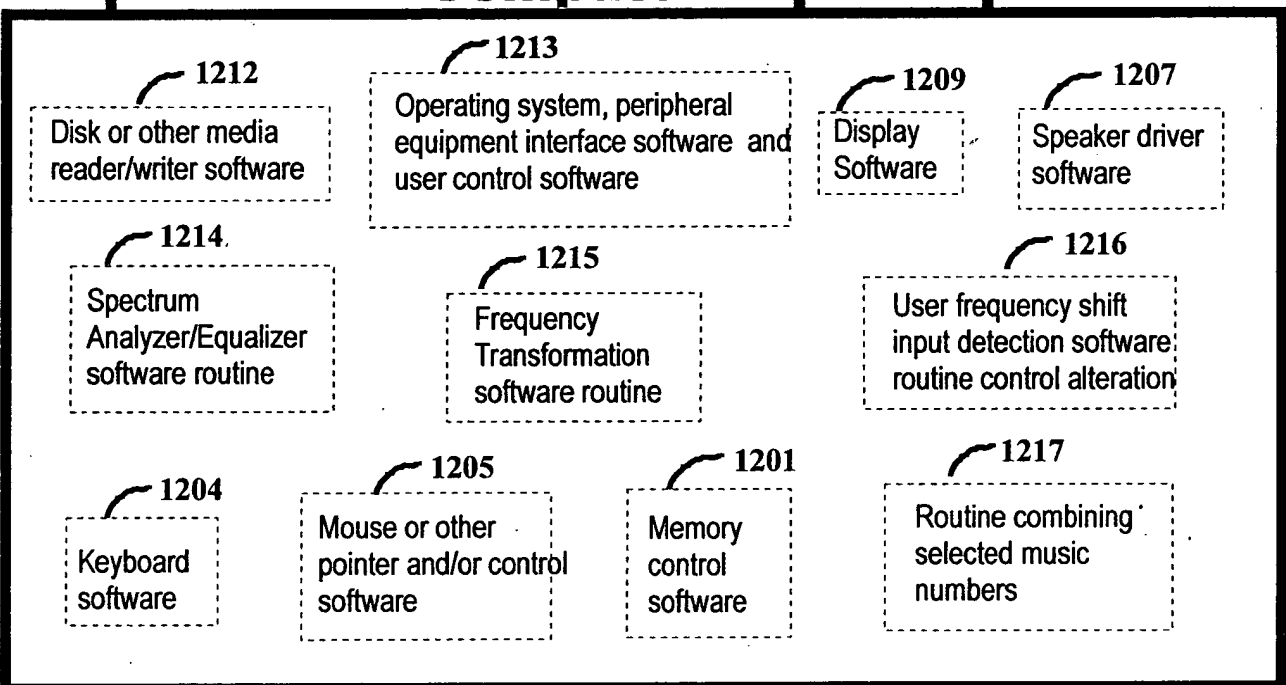 1212
Disk or other media
reader/writer software
1213
Operating system, peripheral
equipment interface software and
user control software
1209
Display
Software
1207
Speaker driver
software
1214
Spectrum
Analyzer/Equalizer
software routine
1215
Frequency
Transformation
software routine
1216
User frequency shift
input detection software
routine control alteration
1204
Keyboard
software
1205
Mouse or other
pointer and/or control
software
1201
Memory
control
software
1217
Routine combining
selected music
numbers